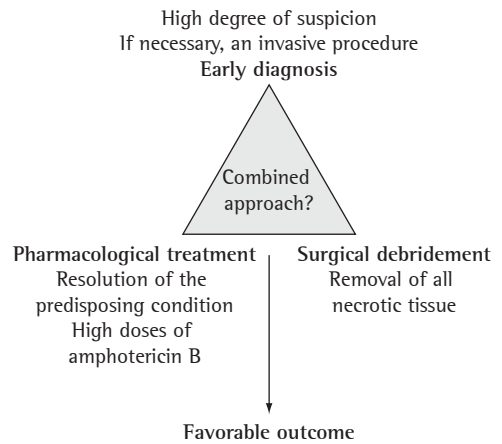 High degree of suspicion
If necessary, an invasive procedure
Early diagnosis
Combined
approach?
Pharmacological treatment
Resolution of the
predisposing condition
High doses of
amphotericin B
Surgical debridement
Removal of all
necrotic tissue
Favorable outcome